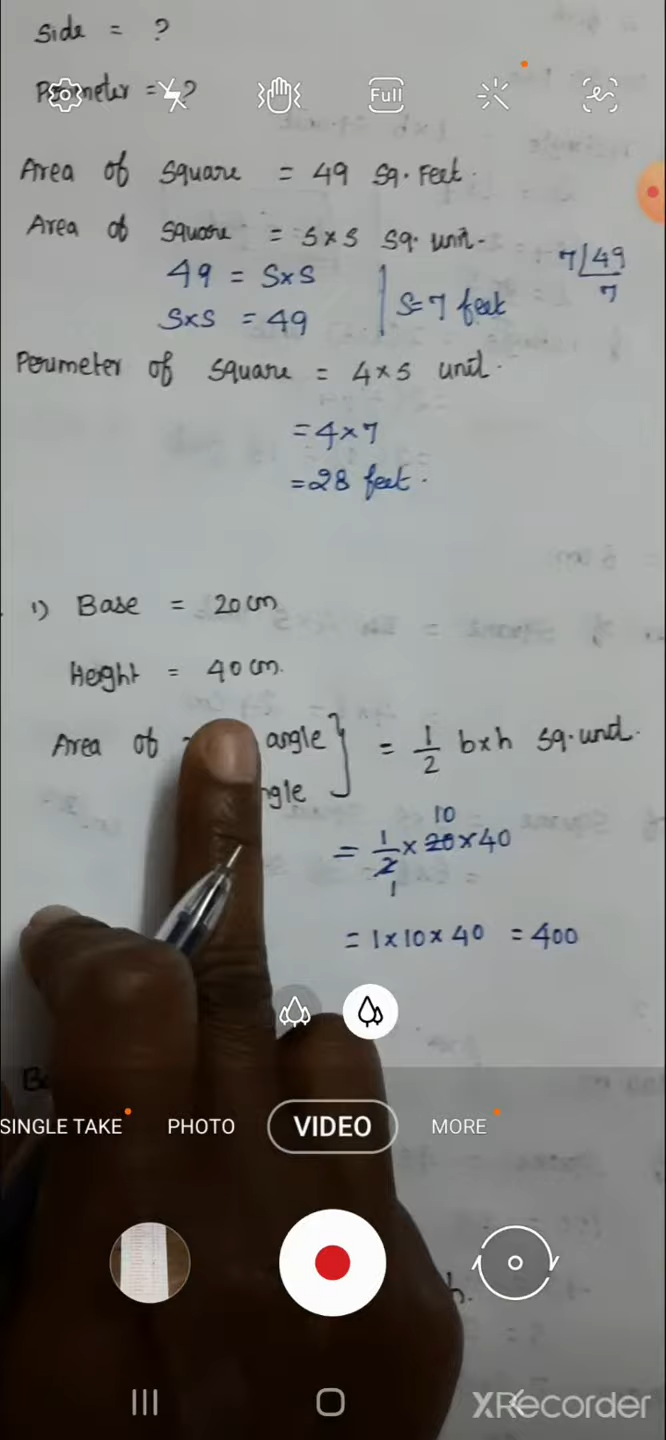 Side = ?
Perimeter = ?
Full
Area of square = 49 sq. Feet.
Area of square = s x s sq. unit.
49 = s x s
s x s = 49
s = 7 feet
7 | 49
7
Perimeter of square = 4 x s unit.
= 4 x 7
= 28 feet.
1) Base = 20 cm
Height = 40 cm.
Area of angle } = 1/2 b x h sq. unit.
= 1/2 x 20 x 40
10
1
= 1 x 10 x 40 = 400
SINGLE TAKE PHOTO VIDEO MORE
h.
XRecorder